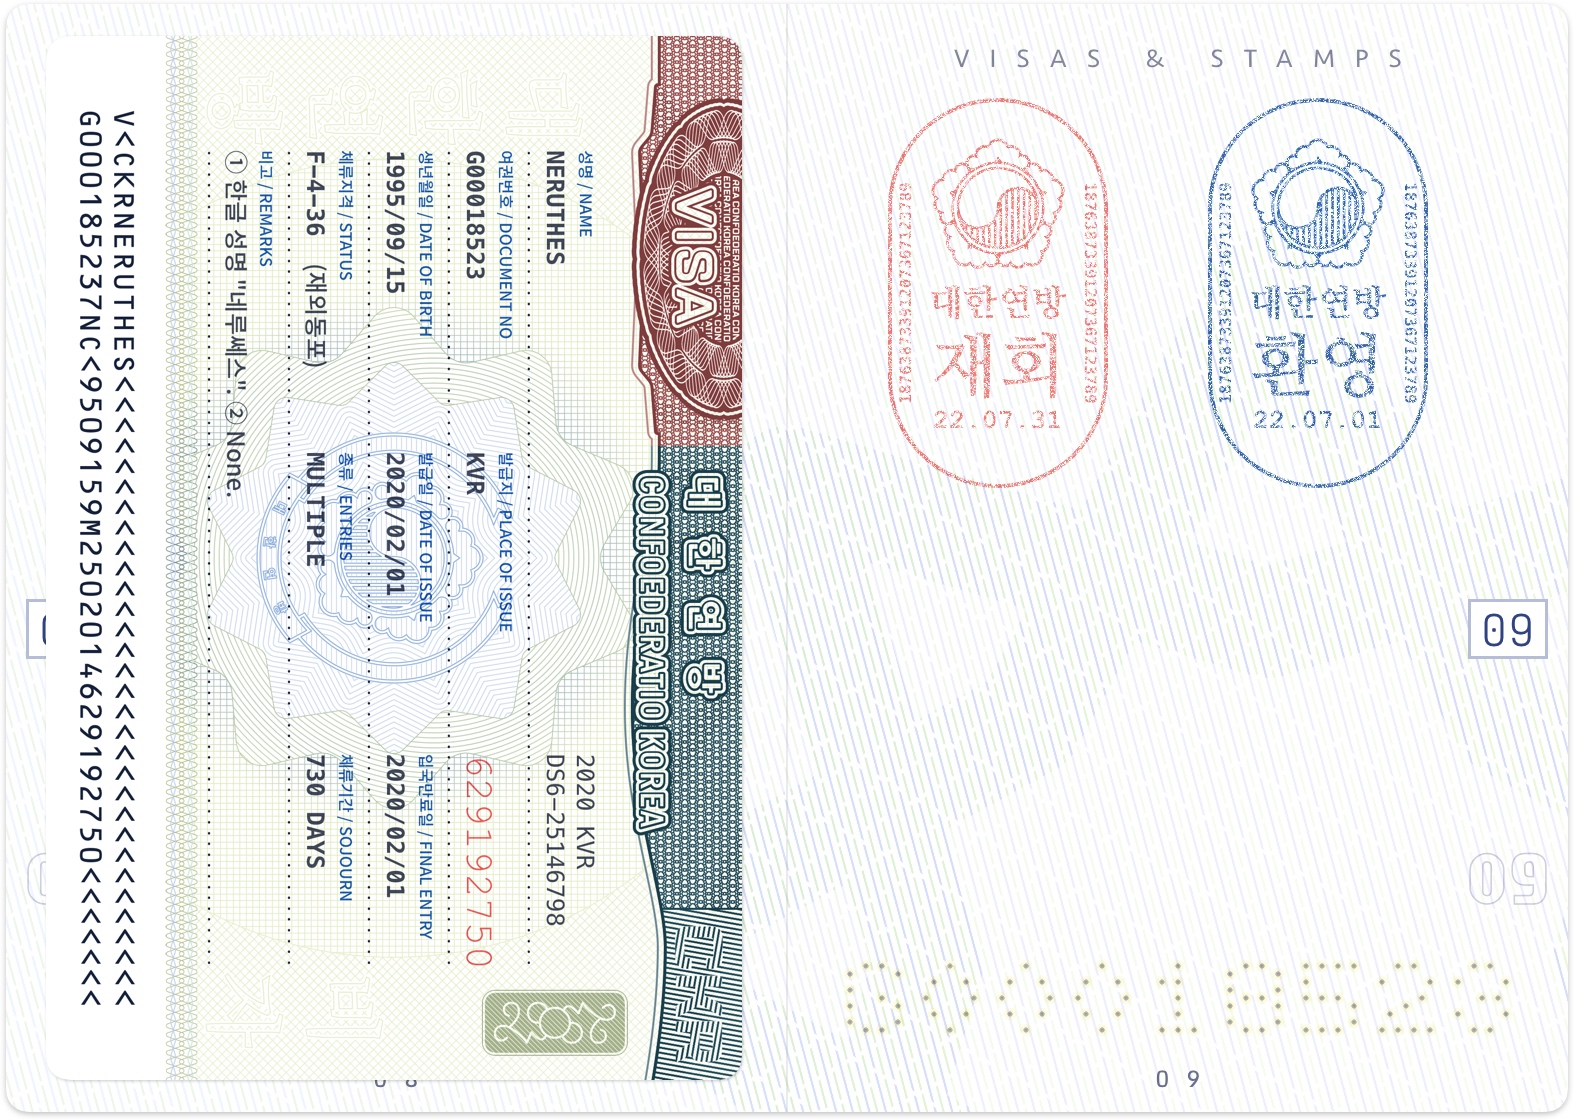 대한연방
CONFOEDERATIO KOREA
VISA
2020 KVR
DS6-25146798
성명 / NAME
NERUTHES
여권번호 / DOCUMENT NO
G00018523
발급지 / PLACE OF ISSUE
KVR
6291922750
생년월일 / DATE OF BIRTH
1995/09/15
발급일 / DATE OF ISSUE
2020/02/01
입국만료일 / FINAL ENTRY
2020/02/01
체류자격 / STATUS
F-4-36 (재외동포)
종류 / ENTRIES
MULTIPLE
체류기간 / SOJOURN
730 DAYS
비고 / REMARKS
① 한글 성명 "네루쎄스". ② None.
V<CKRNERUTHES<<<<<<<<<<<<<<<<<<<<<<<<<<<<<<<
G000185237NC<9509159M25020146291922750<<<<<<
VISAS & STAMPS
대한연방
재회
22.07.31
대한연방
환영
22.07.01
09
09
G00018523
09